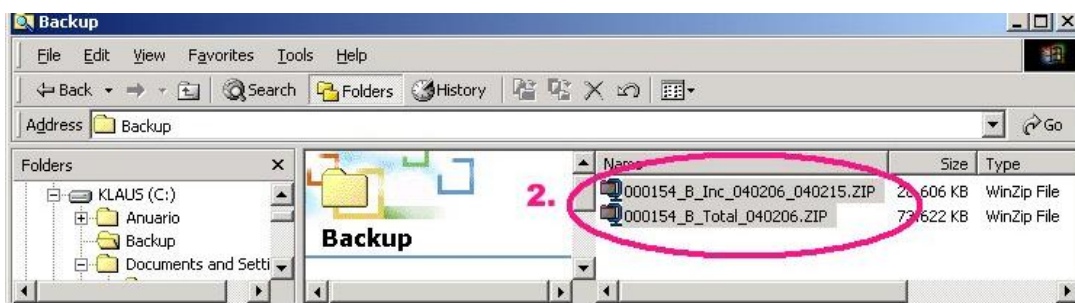 Backup
File Edit View Favorites Tools Help
Back Search Folders History
Address Backup Go
Folders Name Size Type
KLAUS (C:)
Anuario
Backup
Documents and Setti
Backup
2.
000154_B_Inc_040206_040215.ZIP 606 KB WinZip File
000154_B_Total_040206.ZIP 622 KB WinZip File